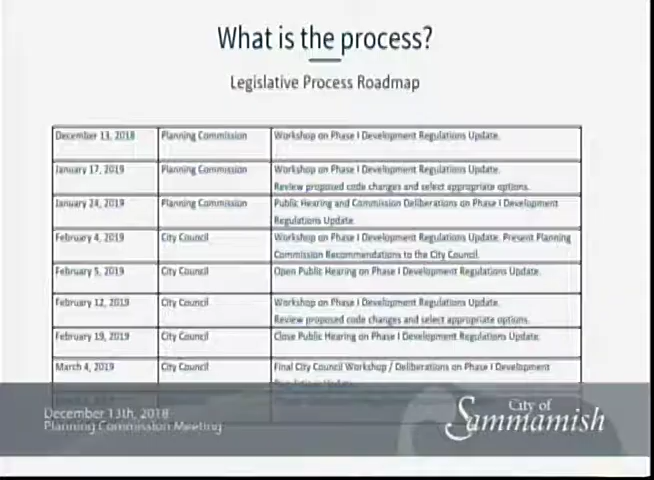 What is the process?
Legislative Process Roadmap
December 13, 2018 Planning Commission Workshop on Phase I Development Regulations Update.
January 17, 2019 Planning Commission Workshop on Phase I Development Regulations Update.
Review proposed code changes and select appropriate options.
January 24, 2019 Planning Commission Public Hearing and Commission Deliberations on Phase I Development
Regulations Update.
February 4, 2019 City Council Workshop on Phase I Development Regulations Update. Present Planning
Commission Recommendations to the City Council.
February 5, 2019 City Council Open Public Hearing on Phase I Development Regulations Update.
February 12, 2019 City Council Workshop on Phase I Development Regulations Update.
Review proposed code changes and select appropriate options.
February 19, 2019 City Council Close Public Hearing on Phase I Development Regulations Update.
March 4, 2019 City Council Final City Council Workshop / Deliberations on Phase I Development
Regulations Update.
December 13th, 2018
Planning Commission Meeting
City of
Sammamish